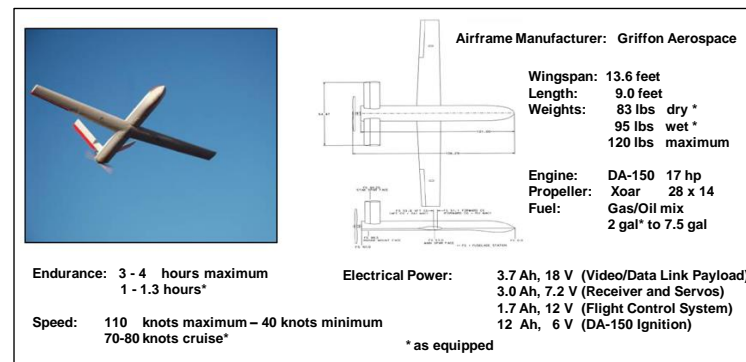 Airframe Manufacturer: Griffon Aerospace
Wingspan: 13.6 feet
Length: 9.0 feet
Weights: 83 lbs dry *
95 lbs wet *
120 lbs maximum
Engine: DA-150 17 hp
Propeller: Xoar 28 x 14
Fuel: Gas/Oil mix
2 gal* to 7.5 gal
Endurance: 3 - 4 hours maximum
1 - 1.3 hours*
Speed: 110 knots maximum – 40 knots minimum
70-80 knots cruise*
Electrical Power: 3.7 Ah, 18 V (Video/Data Link Payload)
3.0 Ah, 7.2 V (Receiver and Servos)
1.7 Ah, 12 V (Flight Control System)
12 Ah, 6 V (DA-150 Ignition)
* as equipped